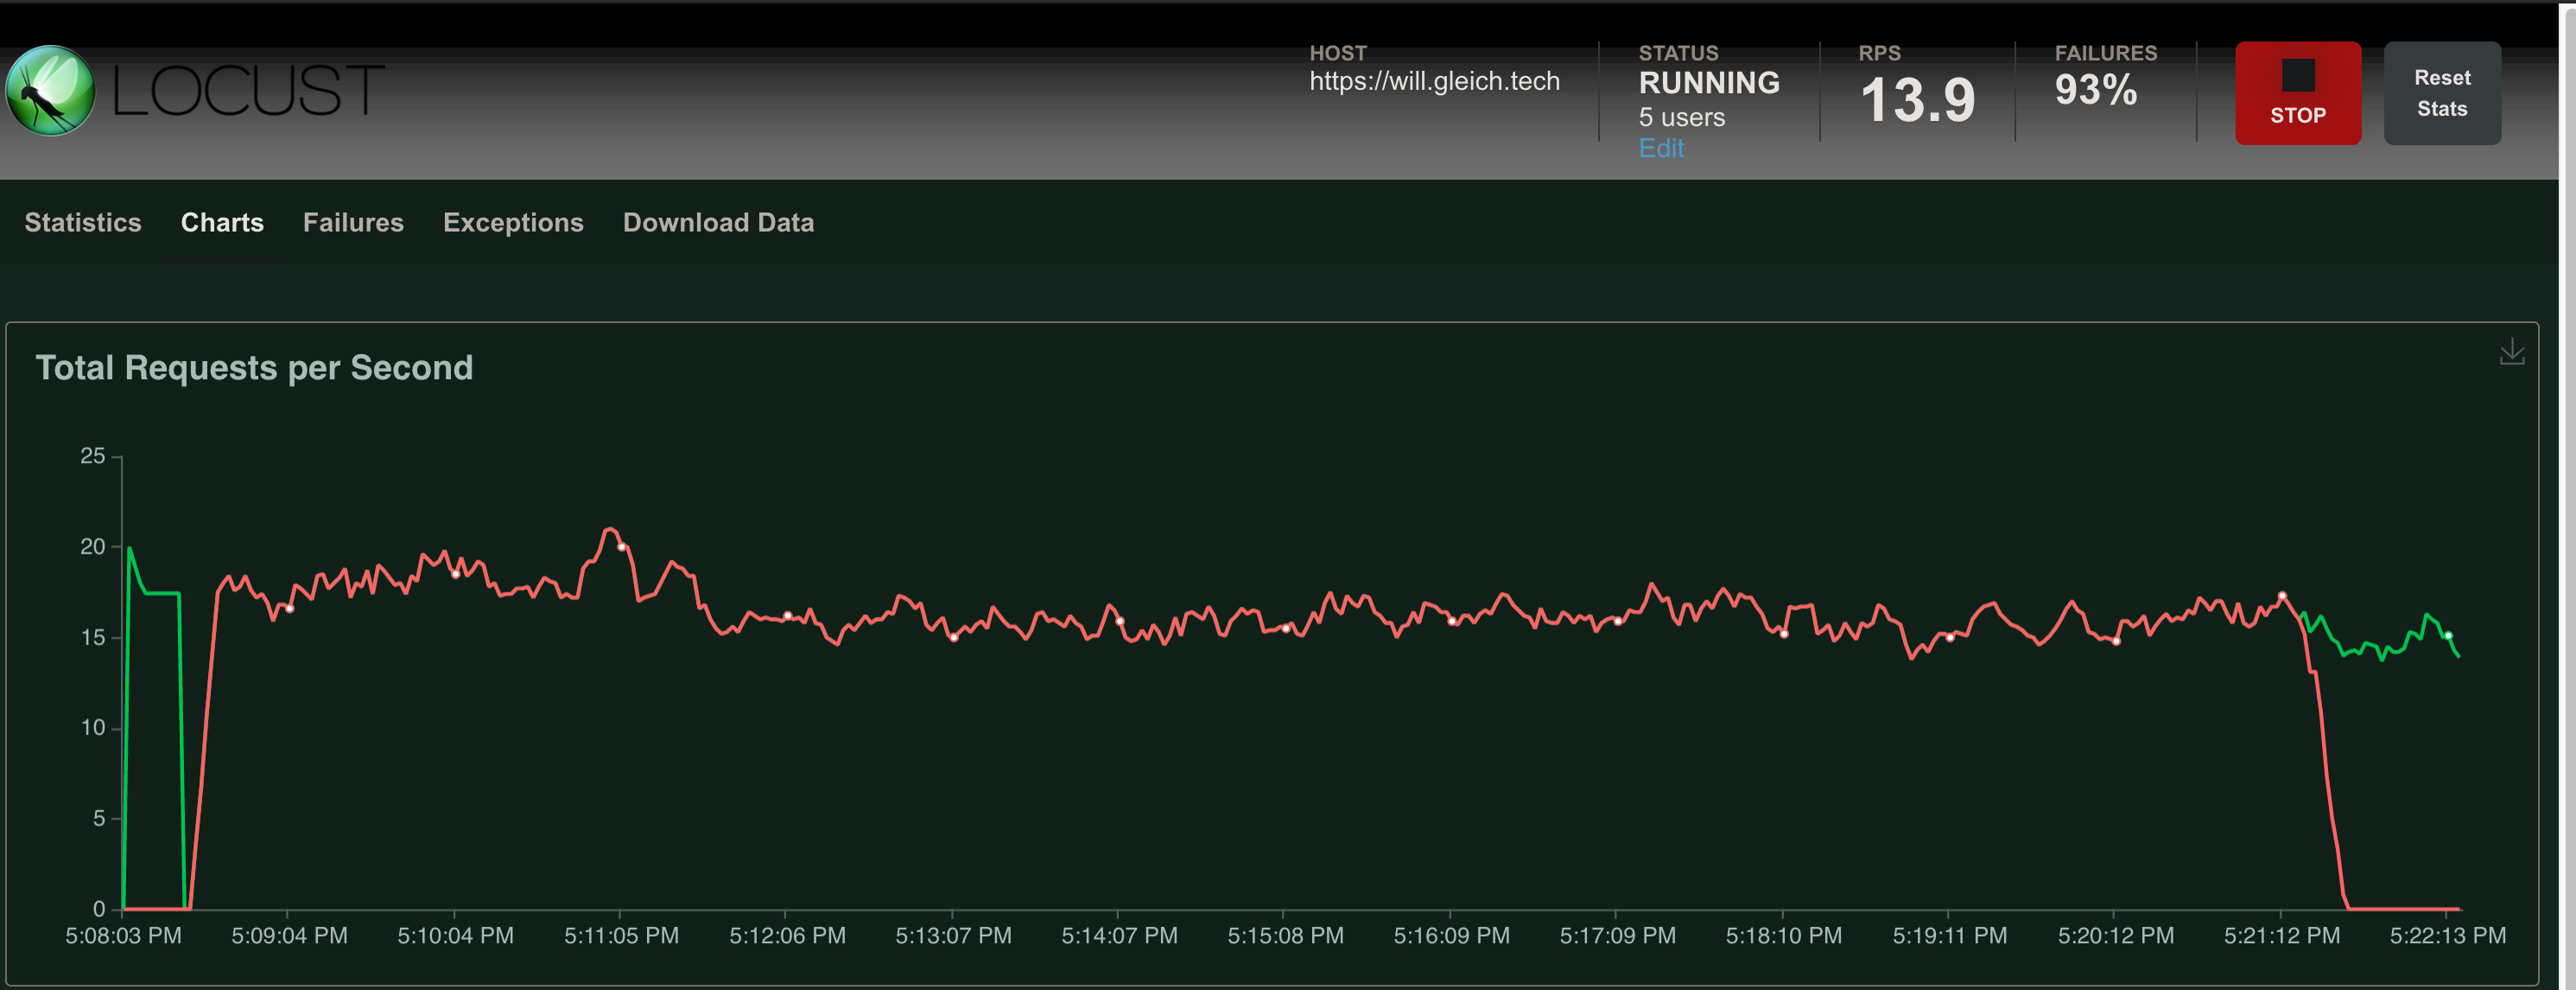 LOCUST
HOST
https://will.gleich.tech
STATUS
RUNNING
5 users
Edit
RPS
13.9
FAILURES
93%
STOP
Reset
Stats
Statistics Charts Failures Exceptions Download Data
Total Requests per Second
25
20
15
10
5
0
5:08:03 PM 5:09:04 PM 5:10:04 PM 5:11:05 PM 5:12:06 PM 5:13:07 PM 5:14:07 PM 5:15:08 PM 5:16:09 PM 5:17:09 PM 5:18:10 PM 5:19:11 PM 5:20:12 PM 5:21:12 PM 5:22:13 PM